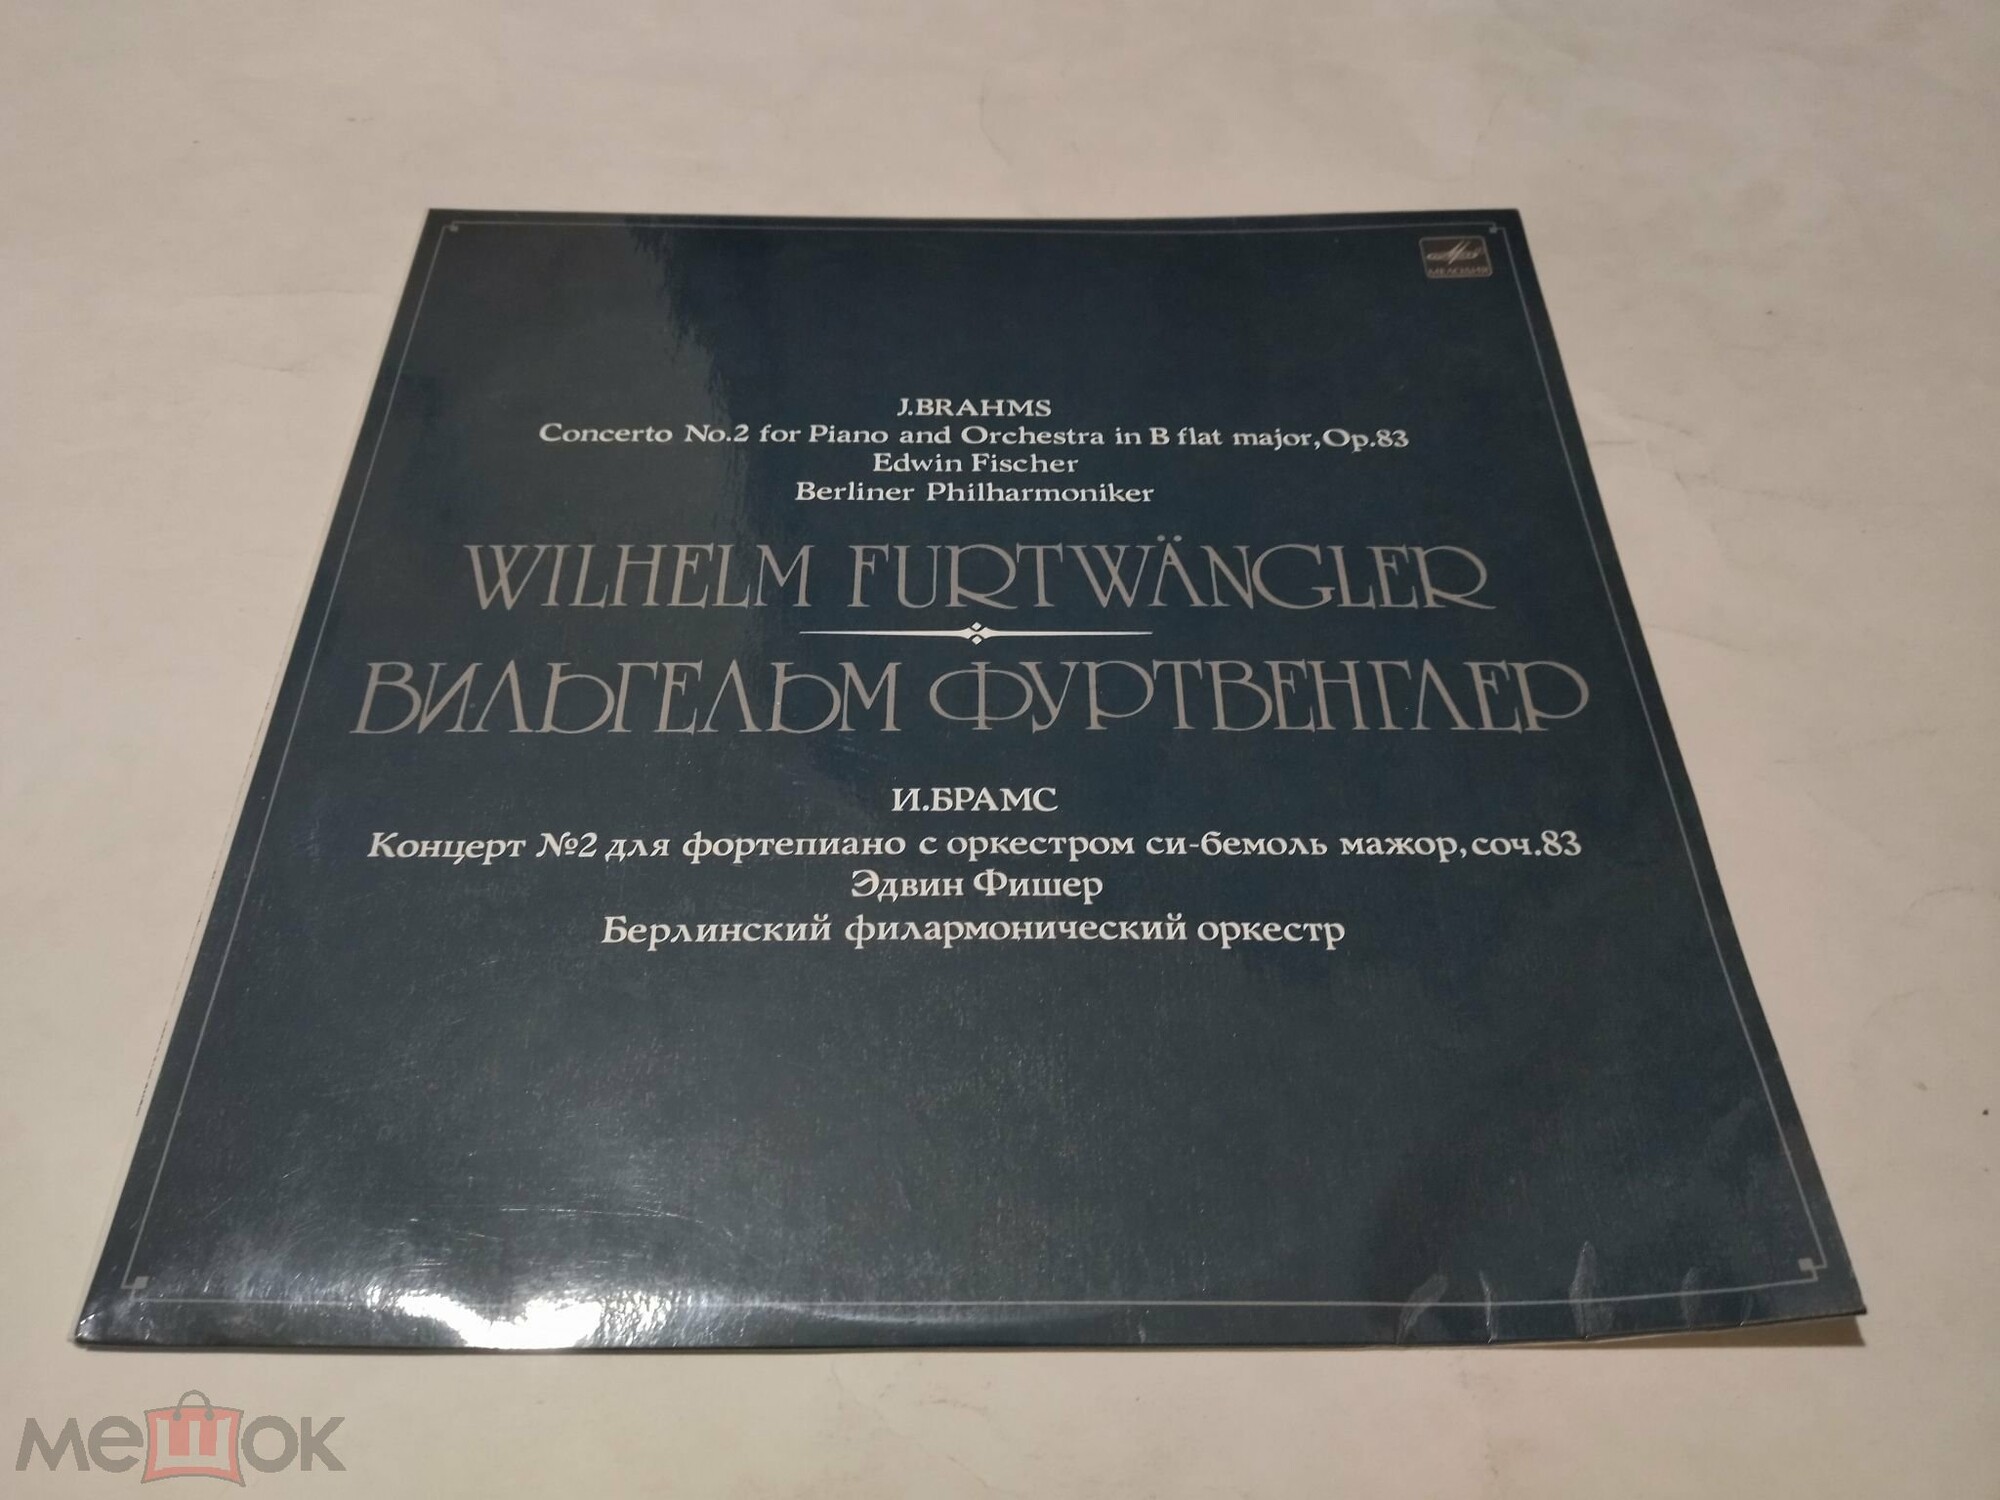 МЕЛОДИЯ
J.BRAHMS
Concerto No.2 for Piano and Orchestra in B flat major,Op.83
Edwin Fischer
Berliner Philharmoniker
WILHELM FURTWÄNGLER
ВИЛЬГЕЛЬМ ФУРТВЕНГЛЕР
И.БРАМС
Концерт №2 для фортепиано с оркестром си-бемоль мажор,соч.83
Эдвин Фишер
Берлинский филармонический оркестр
мешок